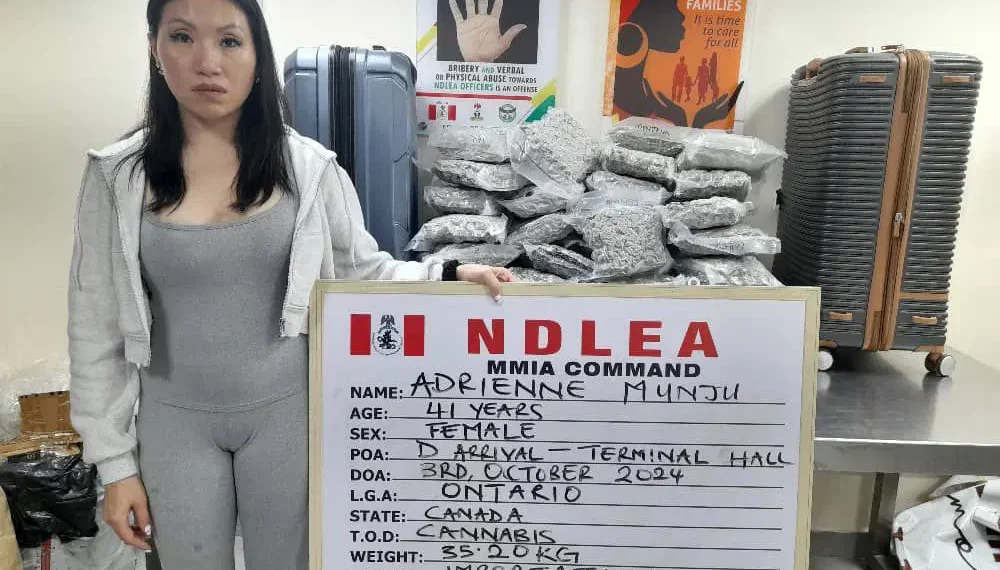 BRIBERY AND VERBAL
OR PHYSICAL ABUSE TOWARDS
NDLEA OFFICERS IS AN OFFENSE
FAMILIES
It is time
to care
for all
NDLEA
MMIA COMMAND
NAME: ADRIENNE MUNJU
AGE: 41 YEARS
SEX: FEMALE
POA: D ARRIVAL - TERMINAL HALL
DOA: 3RD, OCTOBER 2024
L.G.A: ONTARIO
STATE: CANADA
T.O.D: CANNABIS
WEIGHT: 35.20KG